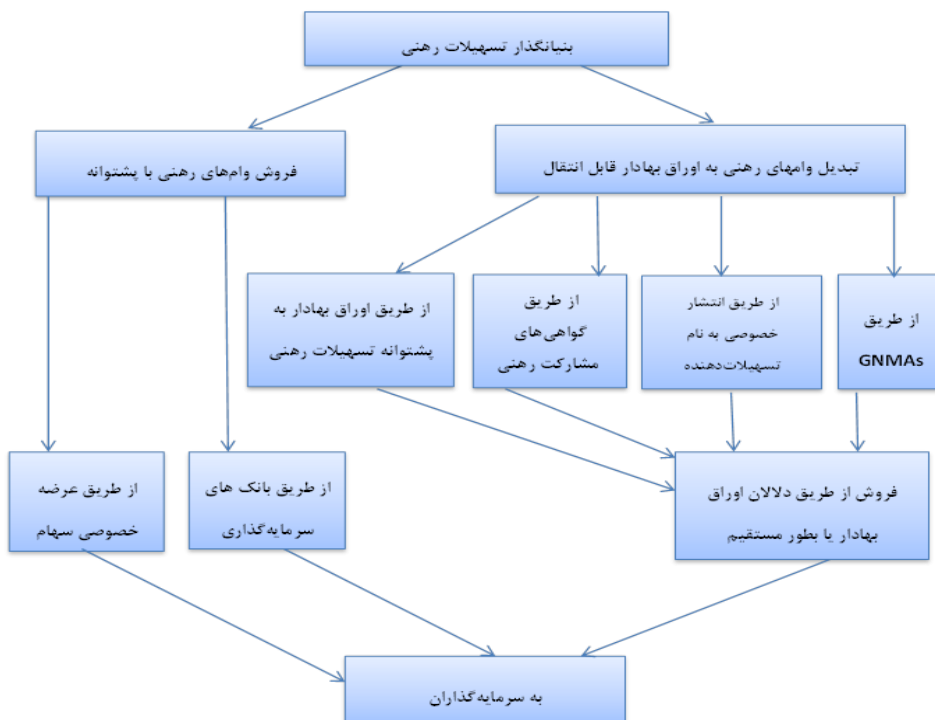 بنیانگذار تسهیلات رهنی
تبدیل وامهای رهنی به اوراق بهادار قابل انتقال
فروش وام‌های رهنی با پشتوانه
از طریق
GNMAs
از طریق انتشار
خصوصی به نام
تسهیلات‌دهنده
از طریق
گواهی‌های
مشارکت رهنی
از طریق اوراق بهادار به
پشتوانه تسهیلات رهنی
فروش از طریق دلالان اوراق
بهادار یا بطور مستقیم
از طریق بانک های
سرمایه‌گذاری
از طریق عرضه
خصوصی سهام
به سرمایه‌گذاران